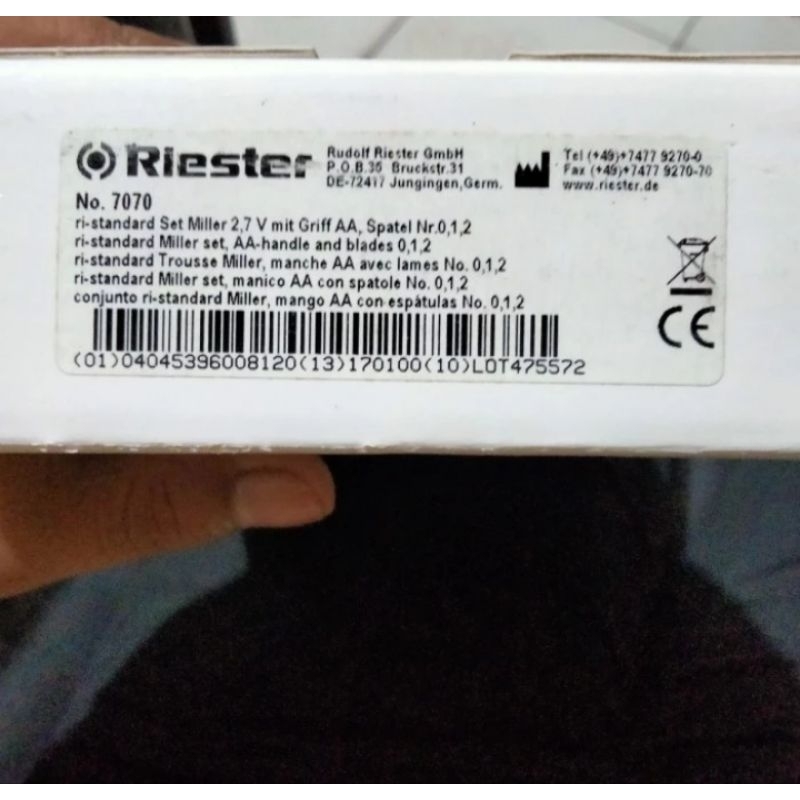 Riester
Rudolf Riester GmbH
P.O.B.35 Bruckstr.31
DE-72417 Jungingen,Germ.
Tel (+49)+7477 9270-0
Fax (+49)+7477 9270-70
www.riester.de
No. 7070
ri-standard Set Miller 2,7 V mit Griff AA, Spatel Nr.0,1,2
ri-standard Miller set, AA-handle and blades 0,1,2
ri-standard Trousse Miller, manche AA avec lames No. 0,1,2
ri-standard Miller set, manico AA con spatole No. 0,1,2
conjunto ri-standard Miller, mango AA con espátulas No. 0,1,2
CE
(01)04045396008120(13)170100(10)LOT475572